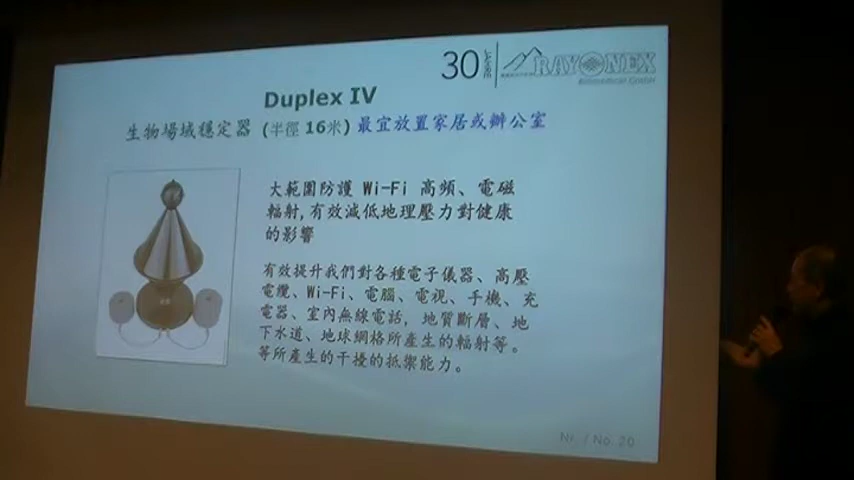 30
RAYONEX
Biomedical GmbH
Duplex IV
生物場域穩定器 (半徑 16米) 最宜放置家居或辦公室
大範圍防護 Wi-Fi 高頻、電磁
輻射,有效減低地理壓力對健康
的影響
有效提升我們對各種電子儀器、高壓
電纜、Wi-Fi、電腦、電視、手機、充
電器、室內無線電話, 地質斷層、地
下水道、地球網格所產生的輻射等。
等所產生的干擾的抵禦能力。
Nr. / No. 20